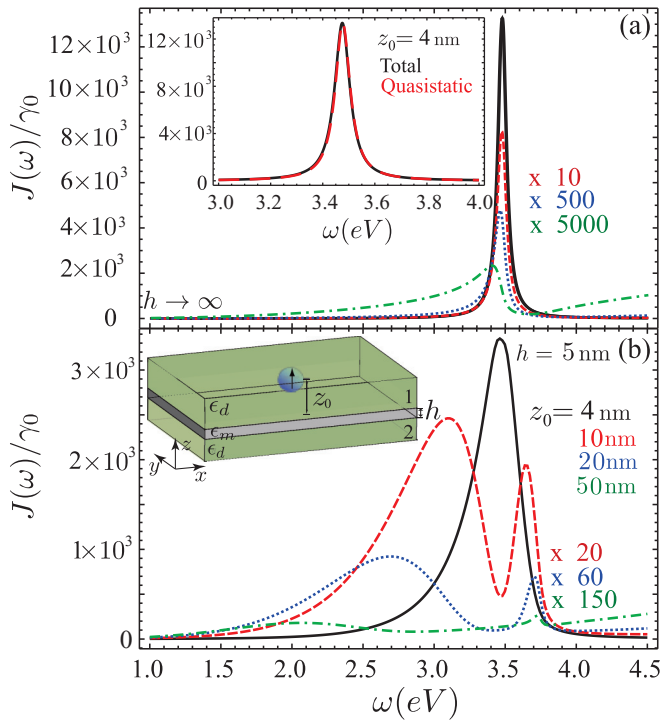 (a)
J(ω)/γ₀
12×10³
10×10³
8×10³
6×10³
4×10³
2×10³
0
12×10³
8×10³
4×10³
0
z₀= 4 nm
Total
Quasistatic
3.0 3.2 3.4 3.6 3.8 4.0
ω(eV)
x 10
x 500
x 5000
h → ∞
(b)
J(ω)/γ₀
3×10³
2×10³
1×10³
0
h = 5 nm
z₀= 4 nm
10nm
20nm
50nm
x 20
x 60
x 150
ϵd
z₀
1
ϵm
h
ϵd
2
z
y
x
1.0 1.5 2.0 2.5 3.0 3.5 4.0 4.5
ω(eV)